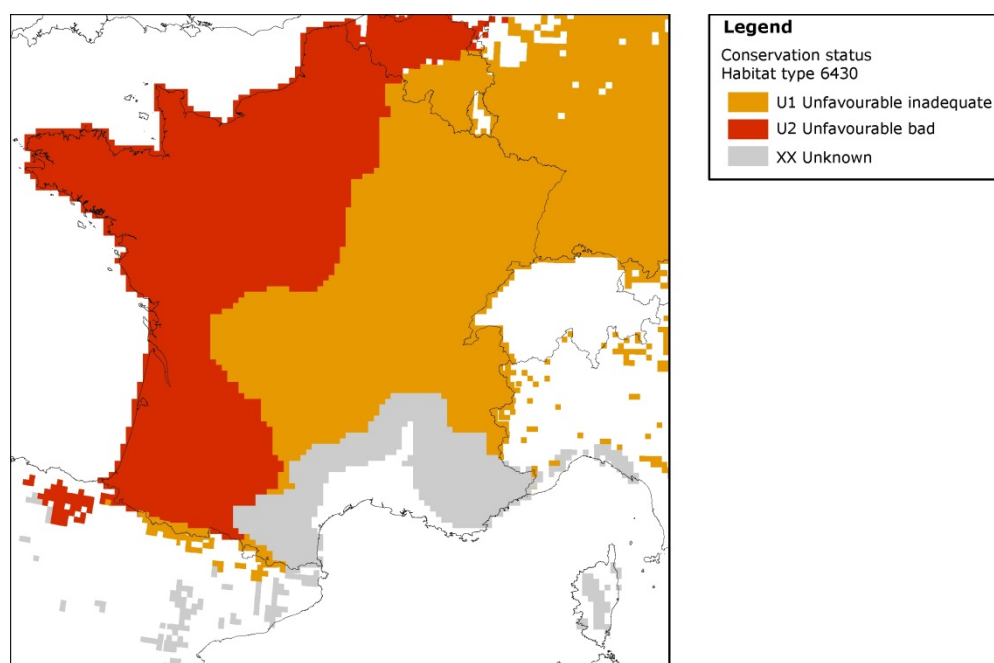 Legend
Conservation status
Habitat type 6430
U1 Unfavourable inadequate
U2 Unfavourable bad
XX Unknown